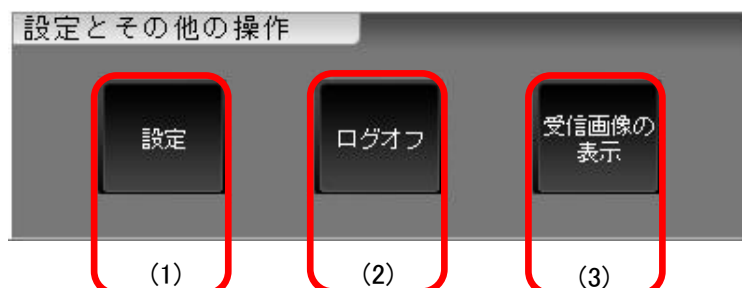 設定とその他の操作
設定
ログオフ
受信画像の
表示
(1)
(2)
(3)